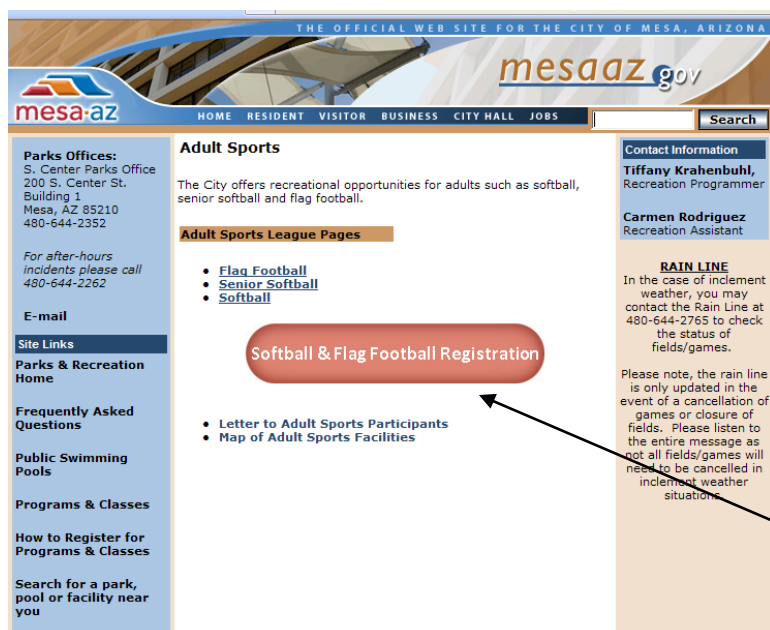 THE OFFICIAL WEB SITE FOR THE CITY OF MESA, ARIZONA
mesaaz gov
mesa·az
HOME RESIDENT VISITOR BUSINESS CITY HALL JOBS
Search
Parks Offices:
S. Center Parks Office
200 S. Center St.
Building 1
Mesa, AZ 85210
480-644-2352
For after-hours
incidents please call
480-644-2262
E-mail
Site Links
Parks & Recreation
Home
Frequently Asked
Questions
Public Swimming
Pools
Programs & Classes
How to Register for
Programs & Classes
Search for a park,
pool or facility near
you
Adult Sports
The City offers recreational opportunities for adults such as softball,
senior softball and flag football.
Adult Sports League Pages
• Flag Football
• Senior Softball
• Softball
Softball & Flag Football Registration
• Letter to Adult Sports Participants
• Map of Adult Sports Facilities
Contact Information
Tiffany Krahenbuhl,
Recreation Programmer
Carmen Rodriguez
Recreation Assistant
RAIN LINE
In the case of inclement
weather, you may
contact the Rain Line at
480-644-2765 to check
the status of
fields/games.
Please note, the rain line
is only updated in the
event of a cancellation of
games or closure of
fields. Please listen to
the entire message as
not all fields/games will
need to be cancelled in
inclement weather
situations.